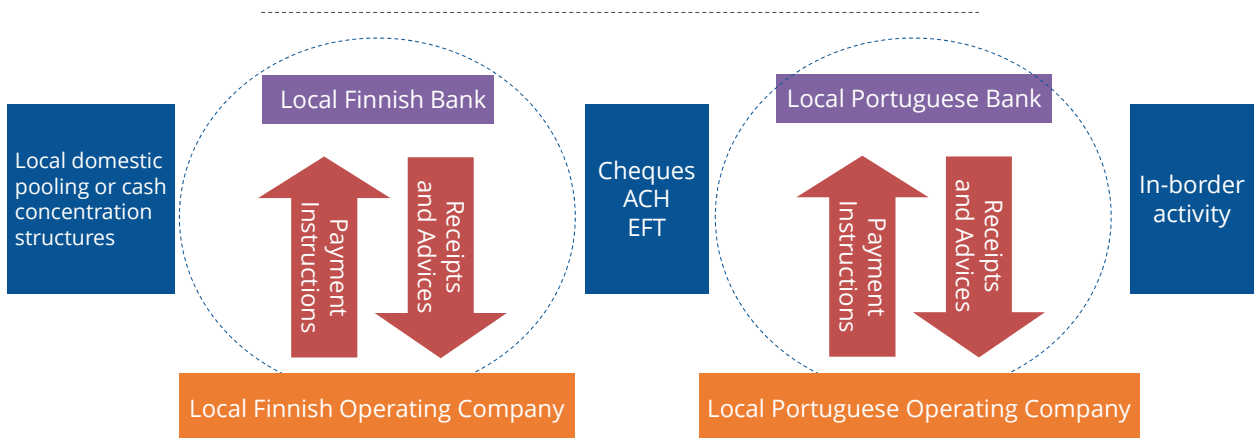 Local Finnish Bank
Local Portuguese Bank
Local domestic
pooling or cash
concentration
structures
Payment
Instructions
Receipts
and Advices
Cheques
ACH
EFT
Payment
Instructions
Receipts
and Advices
In-border
activity
Local Finnish Operating Company
Local Portuguese Operating Company